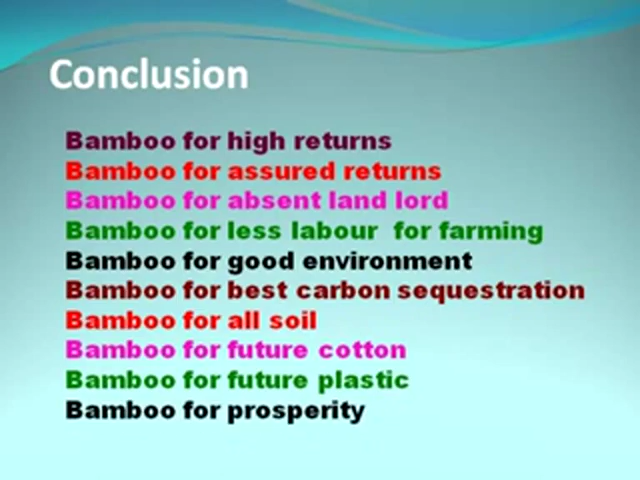 Conclusion
Bamboo for high returns
Bamboo for assured returns
Bamboo for absent land lord
Bamboo for less labour for farming
Bamboo for good environment
Bamboo for best carbon sequestration
Bamboo for all soil
Bamboo for future cotton
Bamboo for future plastic
Bamboo for prosperity